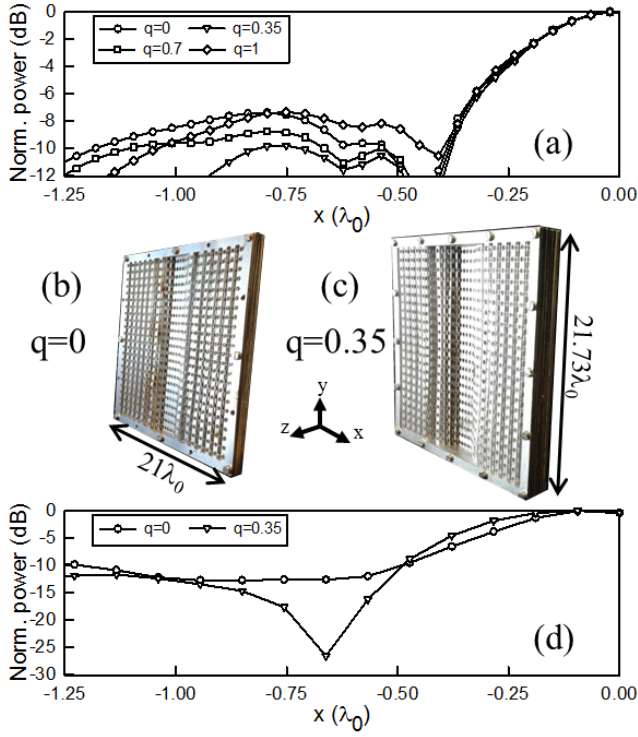 Norm. power (dB)
0
-2
-4
-6
-8
-10
-12
q=0 q=0.35
q=0.7 q=1
(a)
-1.25 -1.00 -0.75 -0.50 -0.25 0.00
x (λ0)
(b)
q=0
(c)
q=0.35
21λ0
21.73λ0
y
z x
Norm. power (dB)
0
-5
-10
-15
-20
-25
-30
q=0 q=0.35
(d)
-1.25 -1.00 -0.75 -0.50 -0.25 0.00
x (λ0)